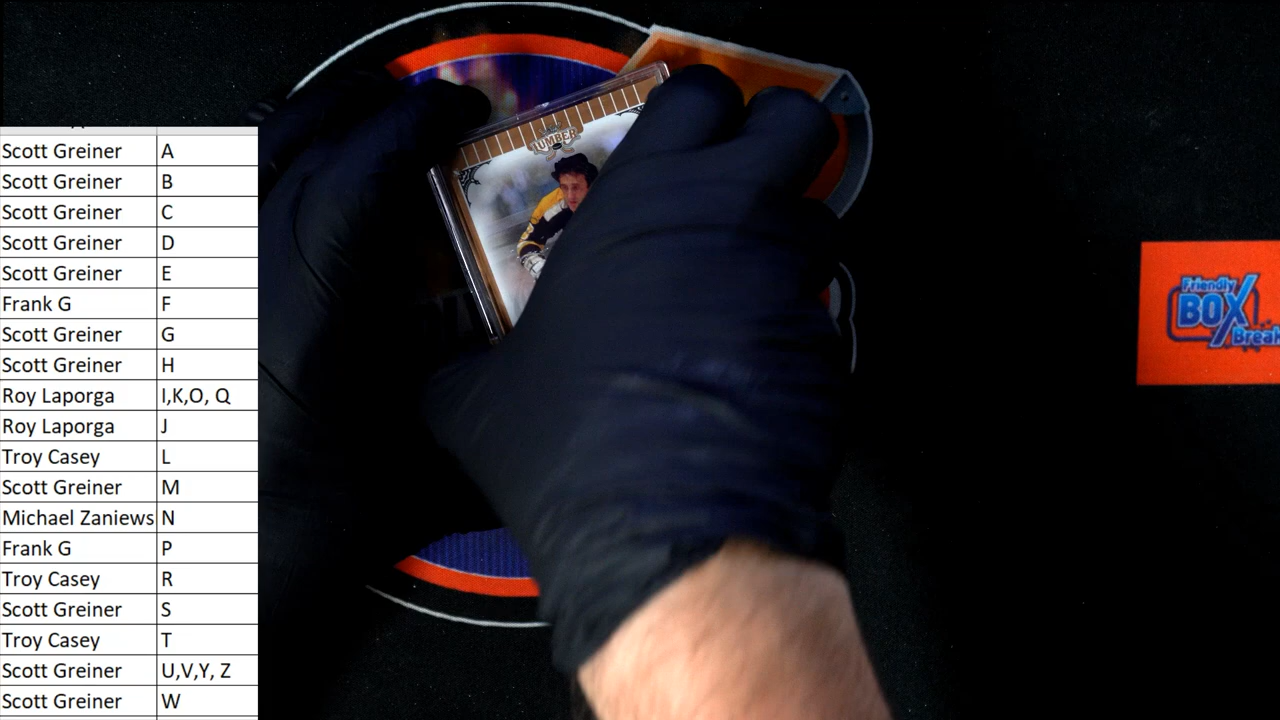 Scott Greiner A
Scott Greiner B
Scott Greiner C
Scott Greiner D
Scott Greiner E
Frank G F
Scott Greiner G
Scott Greiner H
Roy Laporga I,K,O, Q
Roy Laporga J
Troy Casey L
Scott Greiner M
Michael Zaniews N
Frank G P
Troy Casey R
Scott Greiner S
Troy Casey T
Scott Greiner U,V,Y, Z
Scott Greiner W
LUMBER
Friendly
BOX
Break